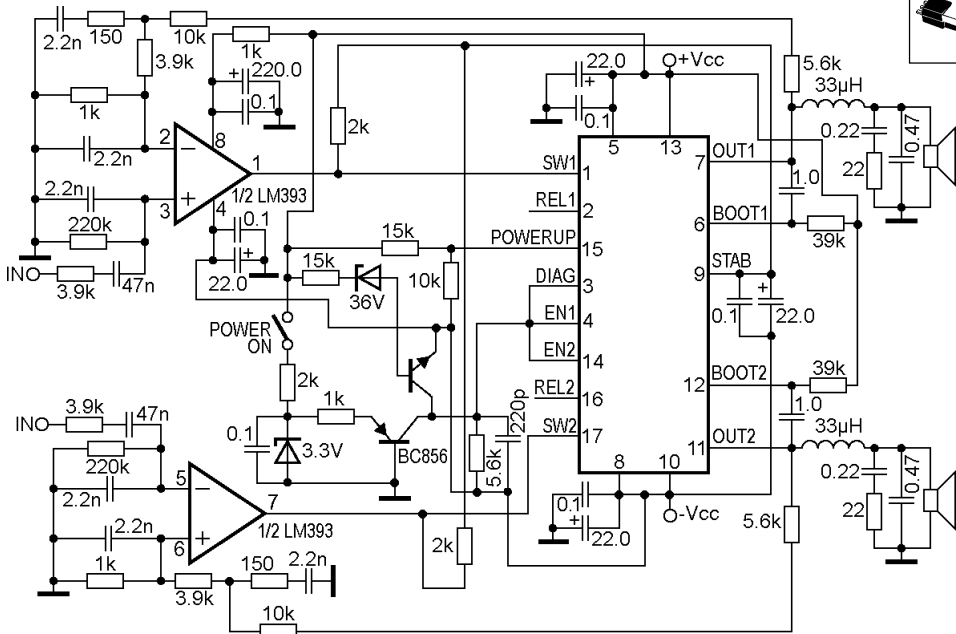 2.2n
150
10k
3.9k
1k
220.0
0.1
1k
2.2n
2
8
1
2k
1/2 LM393
2.2n
3
4
220k
IN
3.9k
47n
0.1
22.0
15k
15k
36V
10k
POWER
ON
2k
1k
0.1
3.3V
BC856
5.6k
220p
22.0
0.1
+Vcc
5
13
SW1
1
REL1
2
POWERUP
15
DIAG
3
EN1
4
EN2
14
REL2
16
SW2
17
OUT1
7
BOOT1
6
STAB
9
BOOT2
12
OUT2
11
8
10
-Vcc
0.1
22.0
5.6k
33µH
0.22
0.47
22
1.0
39k
0.1
22.0
39k
1.0
33µH
0.22
0.47
22
5.6k
IN
3.9k
47n
220k
2.2n
5
7
1/2 LM393
2.2n
6
1k
3.9k
150
2.2n
10k
2k
+
+
+
+
+
−
+
−
+